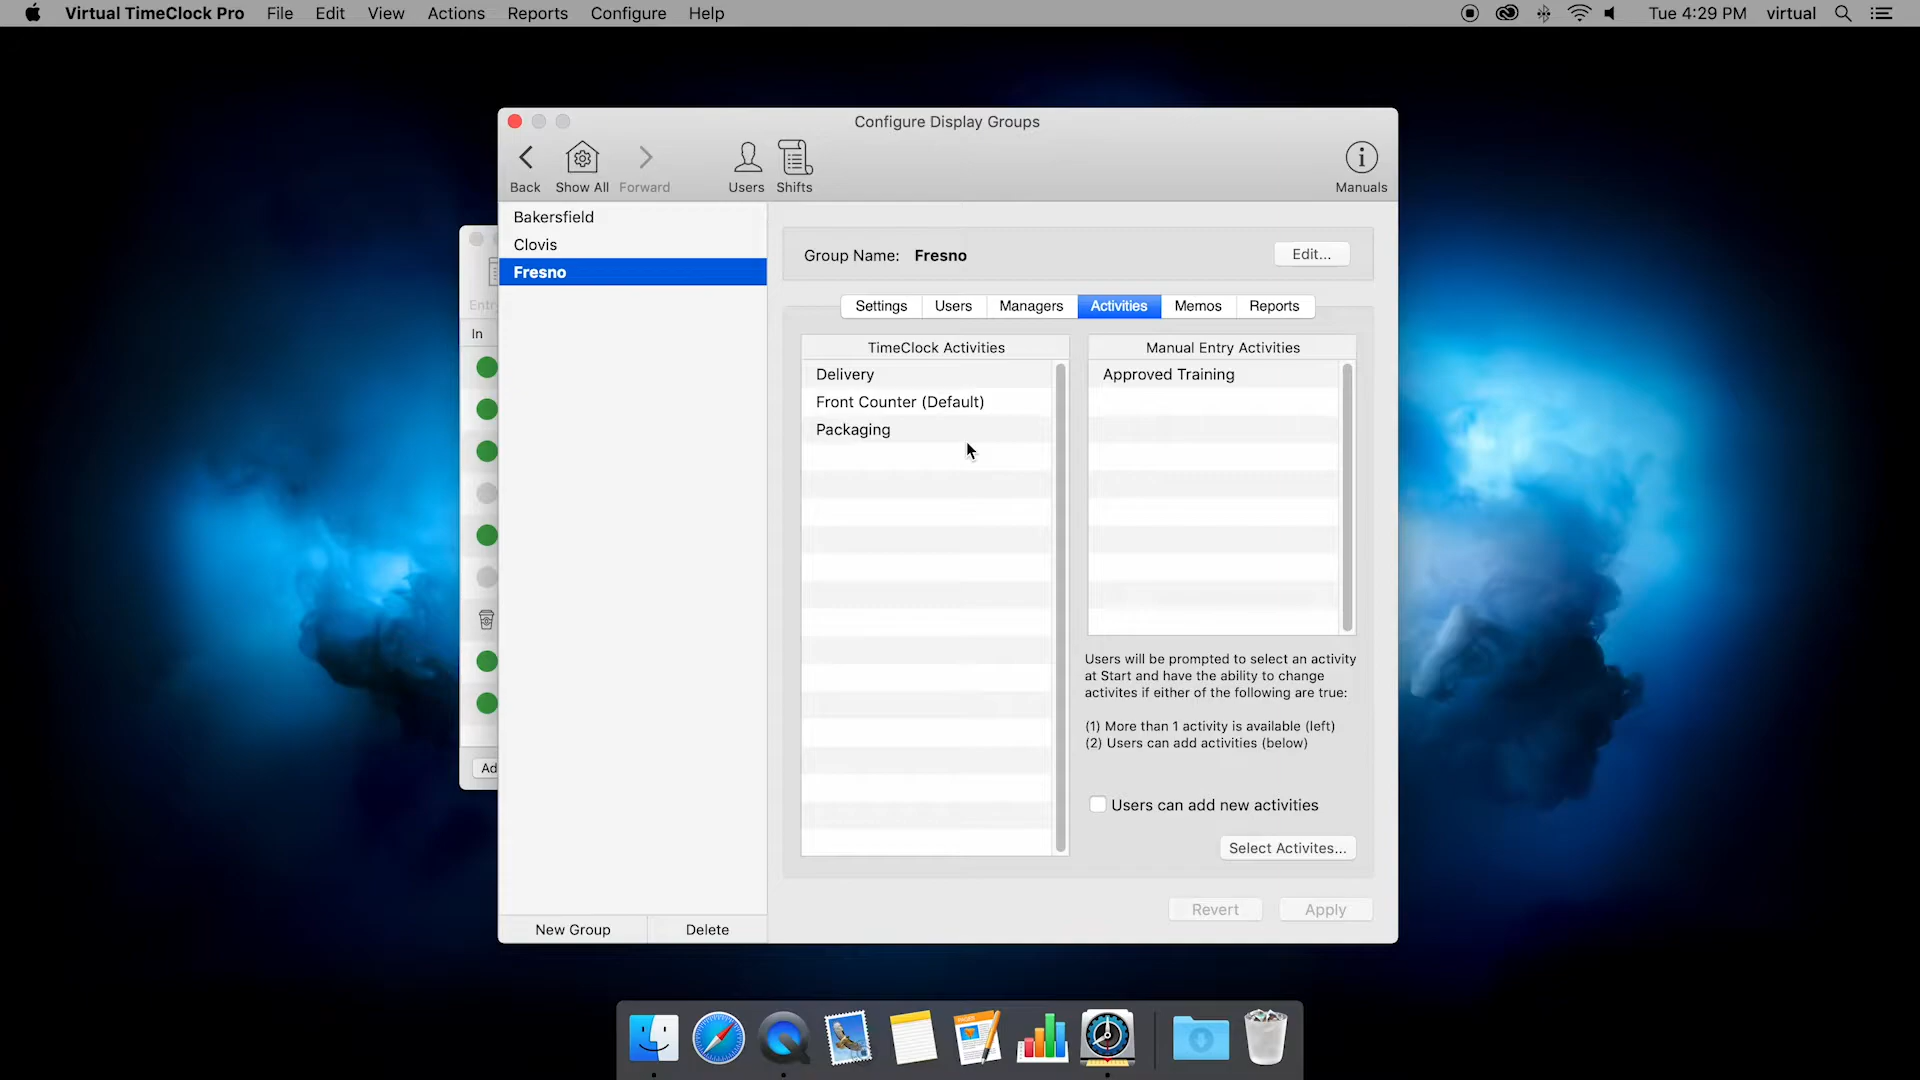 Virtual TimeClock Pro File Edit View Actions Reports Configure Help Tue 4:29 PM virtual
Configure Display Groups
Back Show All Forward Users Shifts Manuals
Bakersfield
Clovis
Fresno
New Group Delete
Group Name: Fresno Edit...
Settings Users Managers Activities Memos Reports
TimeClock Activities
Delivery
Front Counter (Default)
Packaging
Manual Entry Activities
Approved Training
Users will be prompted to select an activity
at Start and have the ability to change
activites if either of the following are true:
(1) More than 1 activity is available (left)
(2) Users can add activities (below)
Users can add new activities
Select Activites...
Revert Apply
Entr
In
Ad